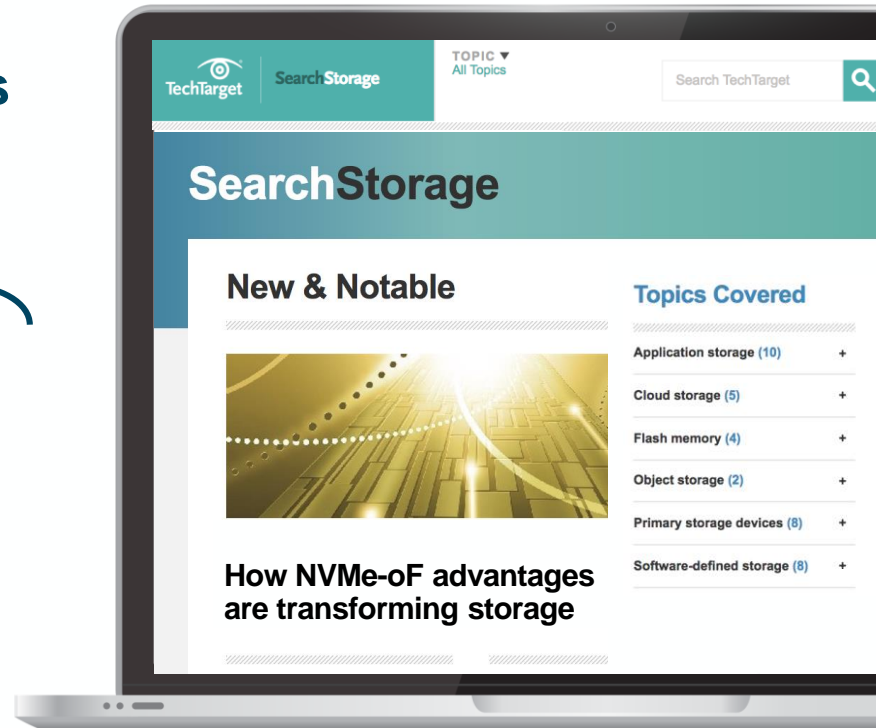 s
TechTarget
SearchStorage
TOPIC ▼
All Topics
Search TechTarget
SearchStorage
New & Notable
How NVMe-oF advantages
are transforming storage
Topics Covered
Application storage (10) +
Cloud storage (5) +
Flash memory (4) +
Object storage (2) +
Primary storage devices (8) +
Software-defined storage (8) +